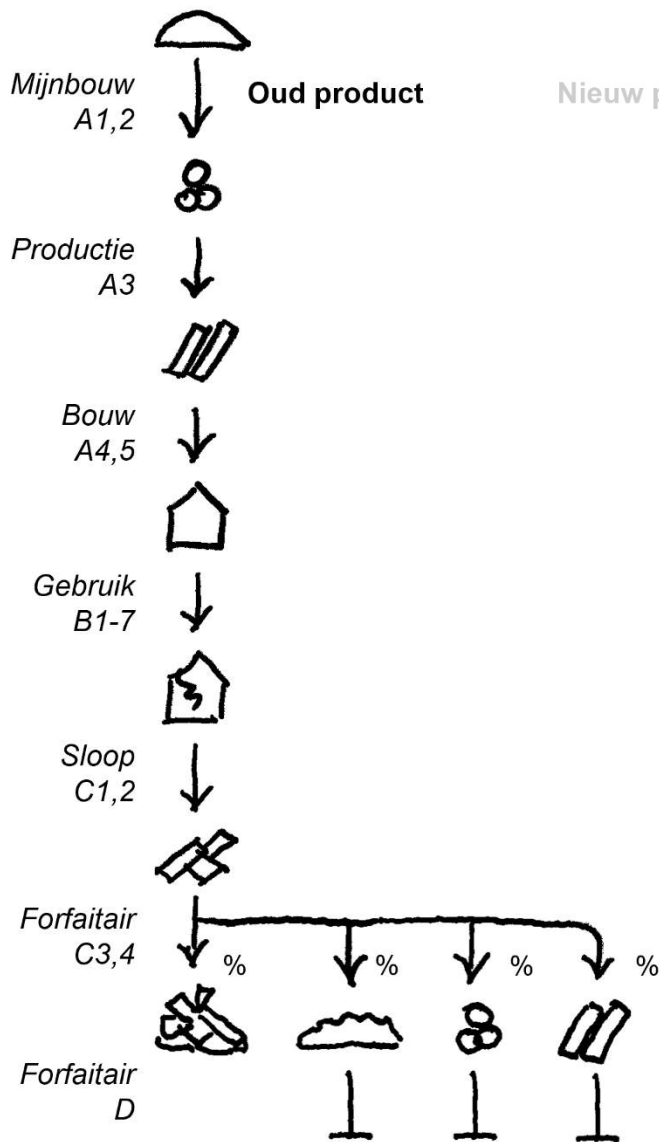 Mijnbouw
A1,2
Oud product
Nieuw p
Productie
A3
Bouw
A4,5
Gebruik
B1-7
Sloop
C1,2
Forfaitair
C3,4
% % % %
Forfaitair
D